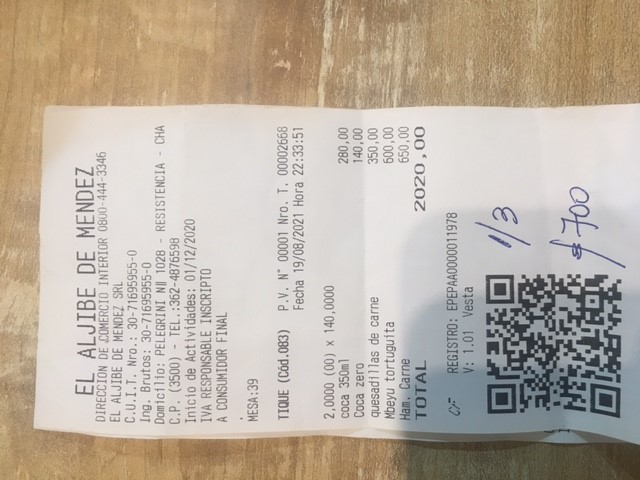 EL ALJIBE DE MENDEZ
DIRECCION DE COMERCIO INTERIOR 0800-444-3346
EL ALJIBE DE MENDEZ SRL
C.U.I.T. Nro.: 30-71695955-0
Ing. Brutos: 30-71695955-0
Domicilio: PELEGRINI Nº 1028 - RESISTENCIA - CHA
C.P. (3500) - TEL.:362-4876598
Inicio de Actividades: 01/12/2020
IVA RESPONSABLE INSCRIPTO
A CONSUMIDOR FINAL
.
MESA:39
TIQUE (Cód.083) P.V. N° 00001 Nro. T. 00002668
Fecha 19/08/2021 Hora 22:33:51
2,0000 (00) x 140,0000
coca 350ml 280,00
Coca zero 140,00
quesadillas de carne 350,00
Mbeyu tortuguita 600,00
Ham. Carne 650,00
TOTAL 2020,00
CF REGISTRO: EPEPAA0000011978
V: 1.01 Vesta
1/3
$700